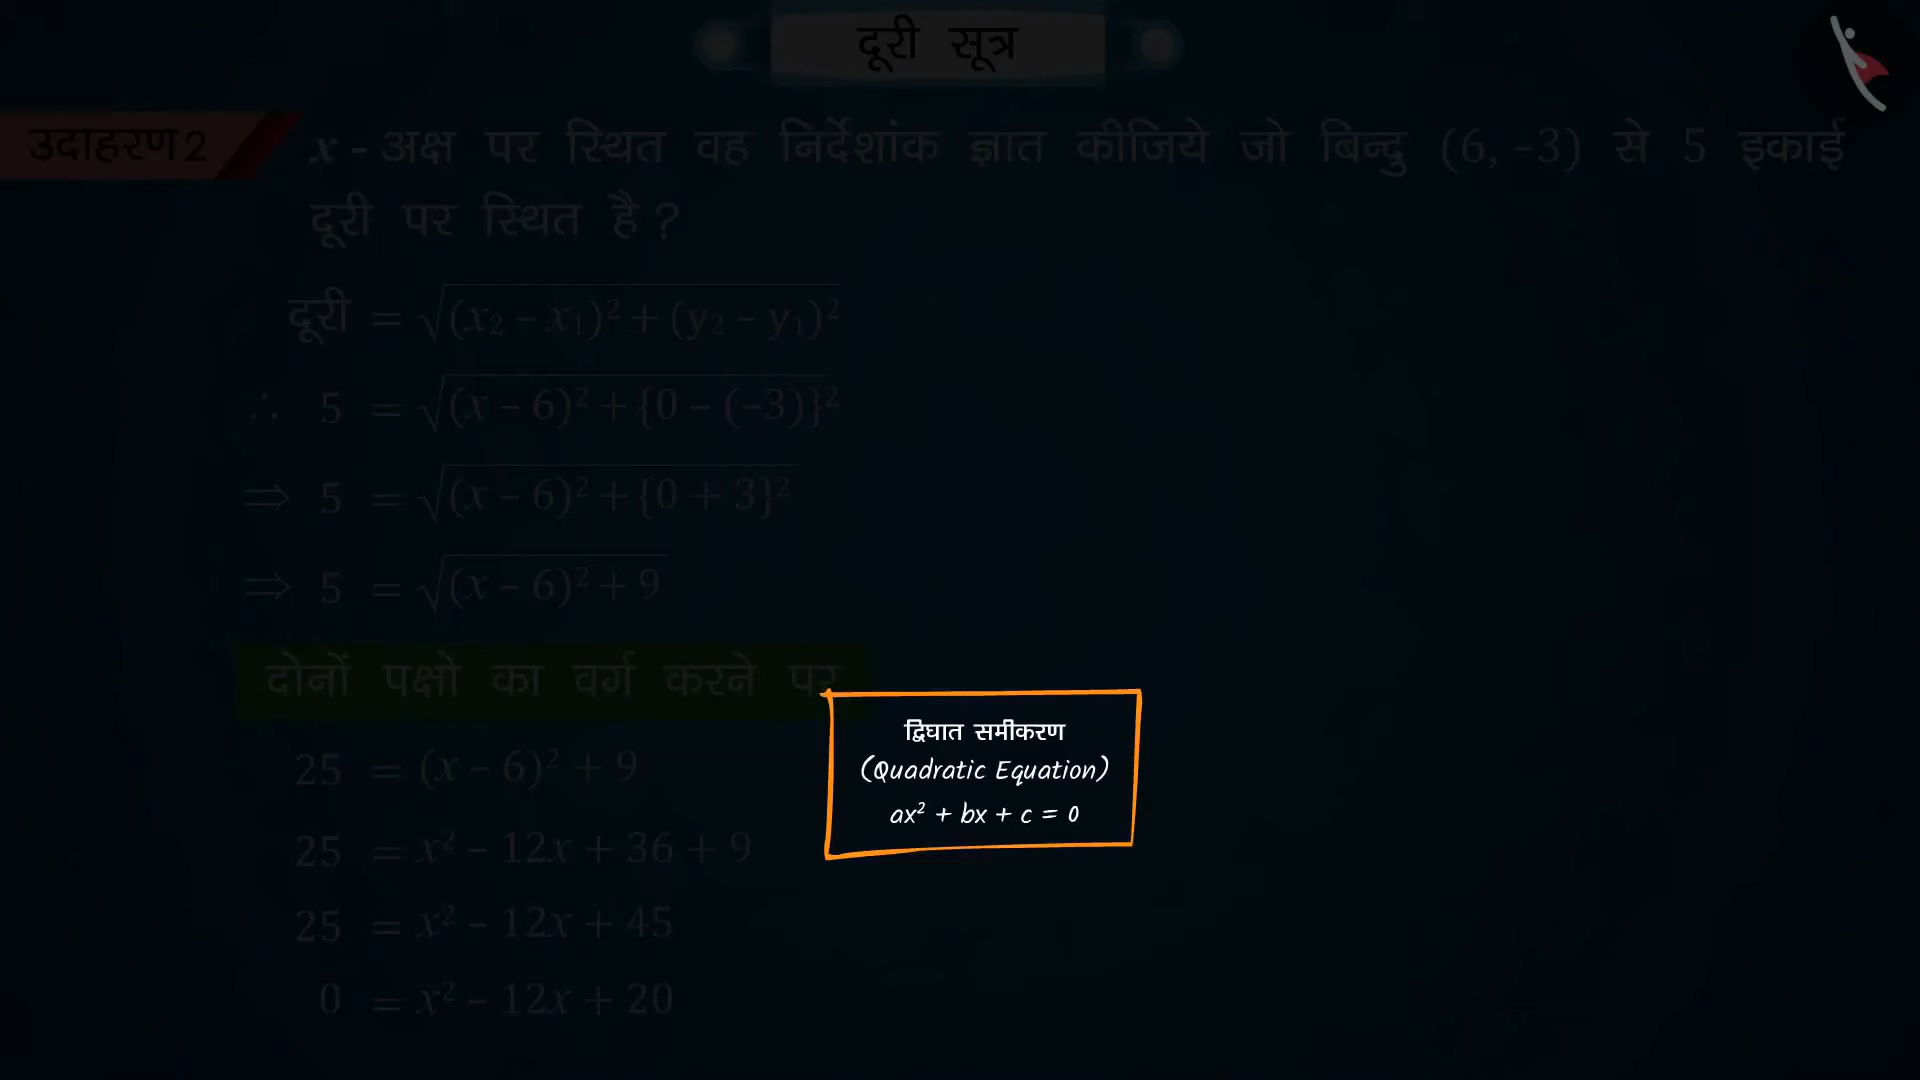 दूरी सूत्र
उदाहरण 2
x - अक्ष पर स्थित वह निर्देशांक ज्ञात कीजिये जो बिन्दु (6, –3) से 5 इकाई
दूरी पर स्थित है ?
दूरी = √(x₂ – x₁)² + (y₂ – y₁)²
∴ 5 = √(x – 6)² + {0 – (–3)}²
⇒ 5 = √(x – 6)² + {0 + 3}²
⇒ 5 = √(x – 6)² + 9
दोनों पक्षो का वर्ग करने पर
25 = (x – 6)² + 9
25 = x² – 12x + 36 + 9
25 = x² – 12x + 45
0 = x² – 12x + 20
द्विघात समीकरण
(Quadratic Equation)
ax² + bx + c = 0